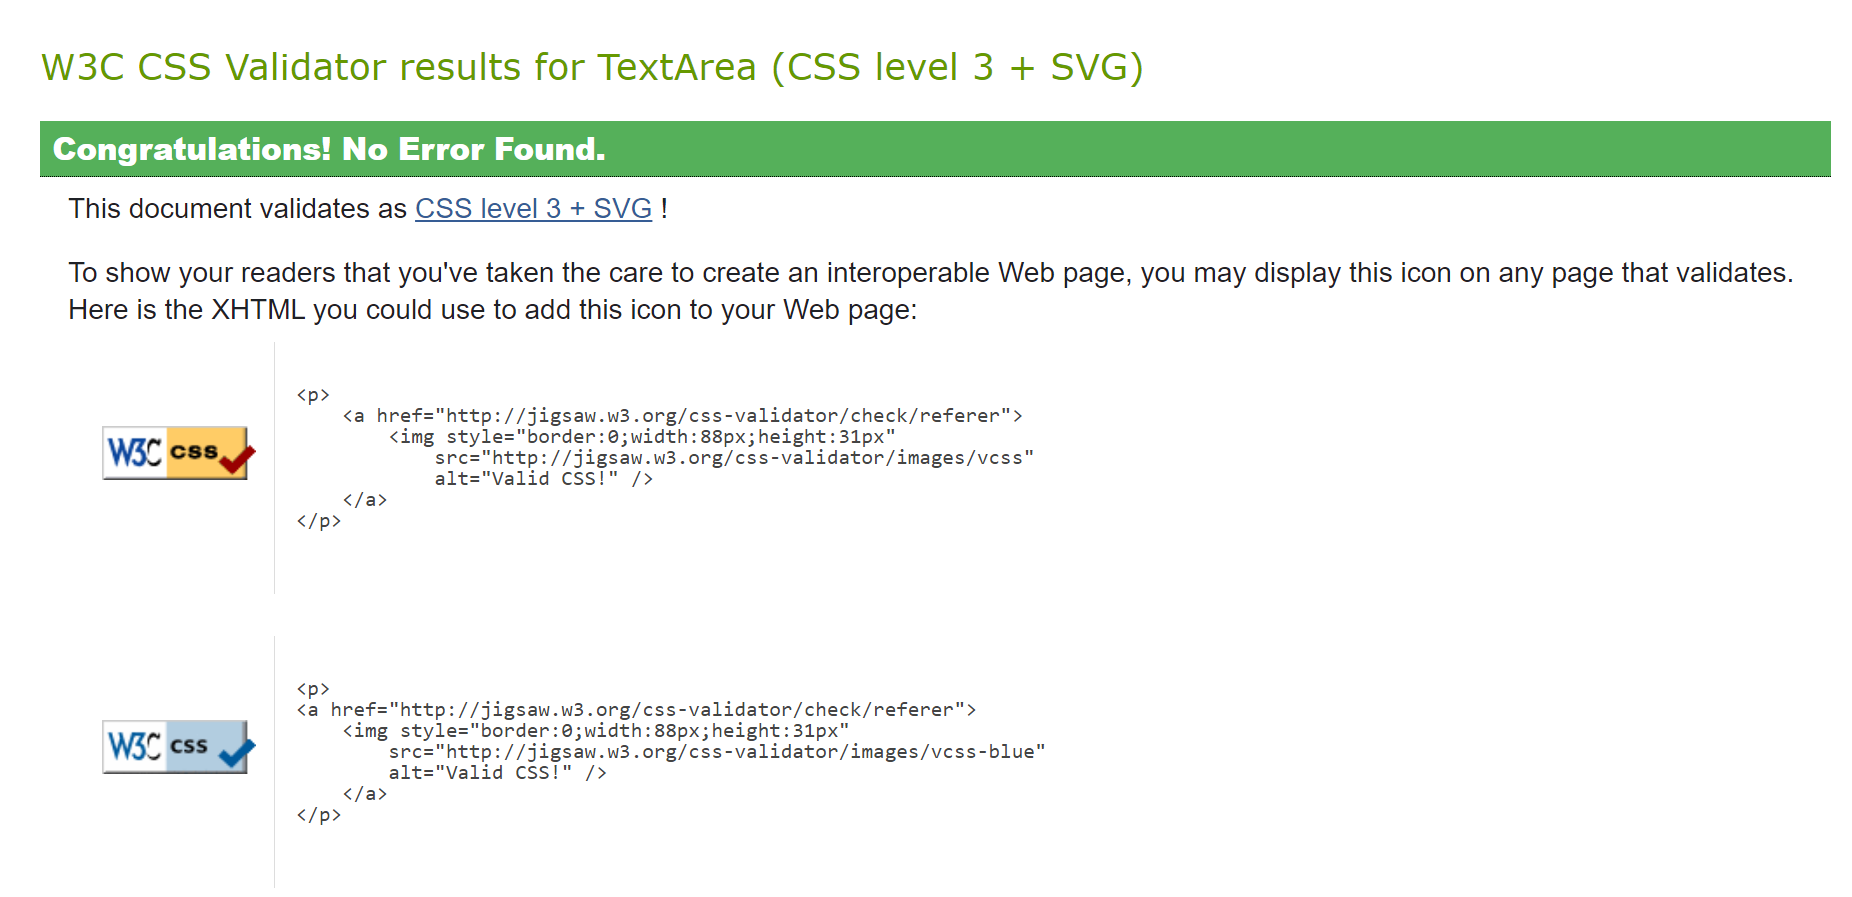 W3C CSS Validator results for TextArea (CSS level 3 + SVG)
Congratulations! No Error Found.
This document validates as CSS level 3 + SVG !
To show your readers that you've taken the care to create an interoperable Web page, you may display this icon on any page that validates.
Here is the XHTML you could use to add this icon to your Web page:
<p>
    <a href="http://jigsaw.w3.org/css-validator/check/referer">
        <img style="border:0;width:88px;height:31px"
W3C css
            src="http://jigsaw.w3.org/css-validator/images/vcss"
            alt="Valid CSS!" />
    </a>
</p>
<p>
<a href="http://jigsaw.w3.org/css-validator/check/referer">
    <img style="border:0;width:88px;height:31px"
W3C css
        src="http://jigsaw.w3.org/css-validator/images/vcss-blue"
        alt="Valid CSS!" />
    </a>
</p>